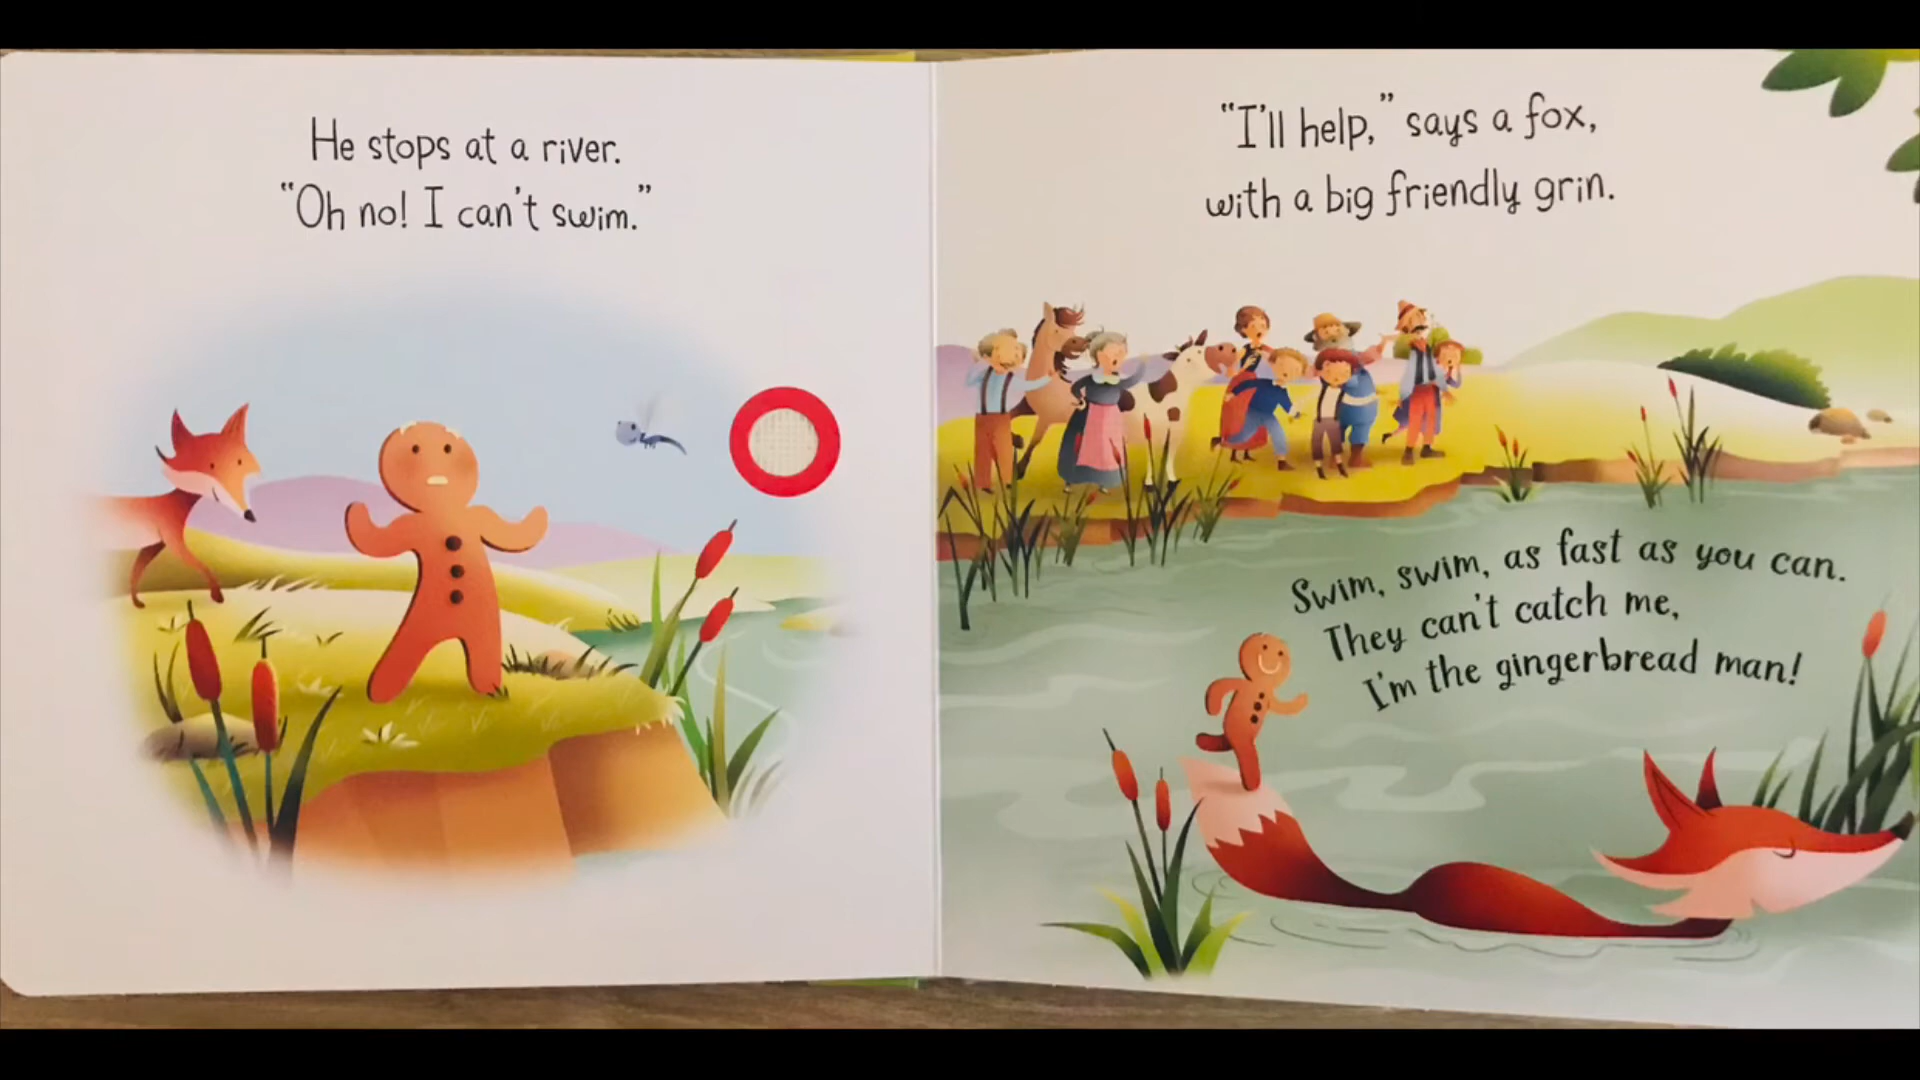 He stops at a river.
“Oh no! I can't swim.”
“I'll help,” says a fox,
with a big friendly grin.
Swim, swim, as fast as you can.
They can't catch me,
I'm the gingerbread man!